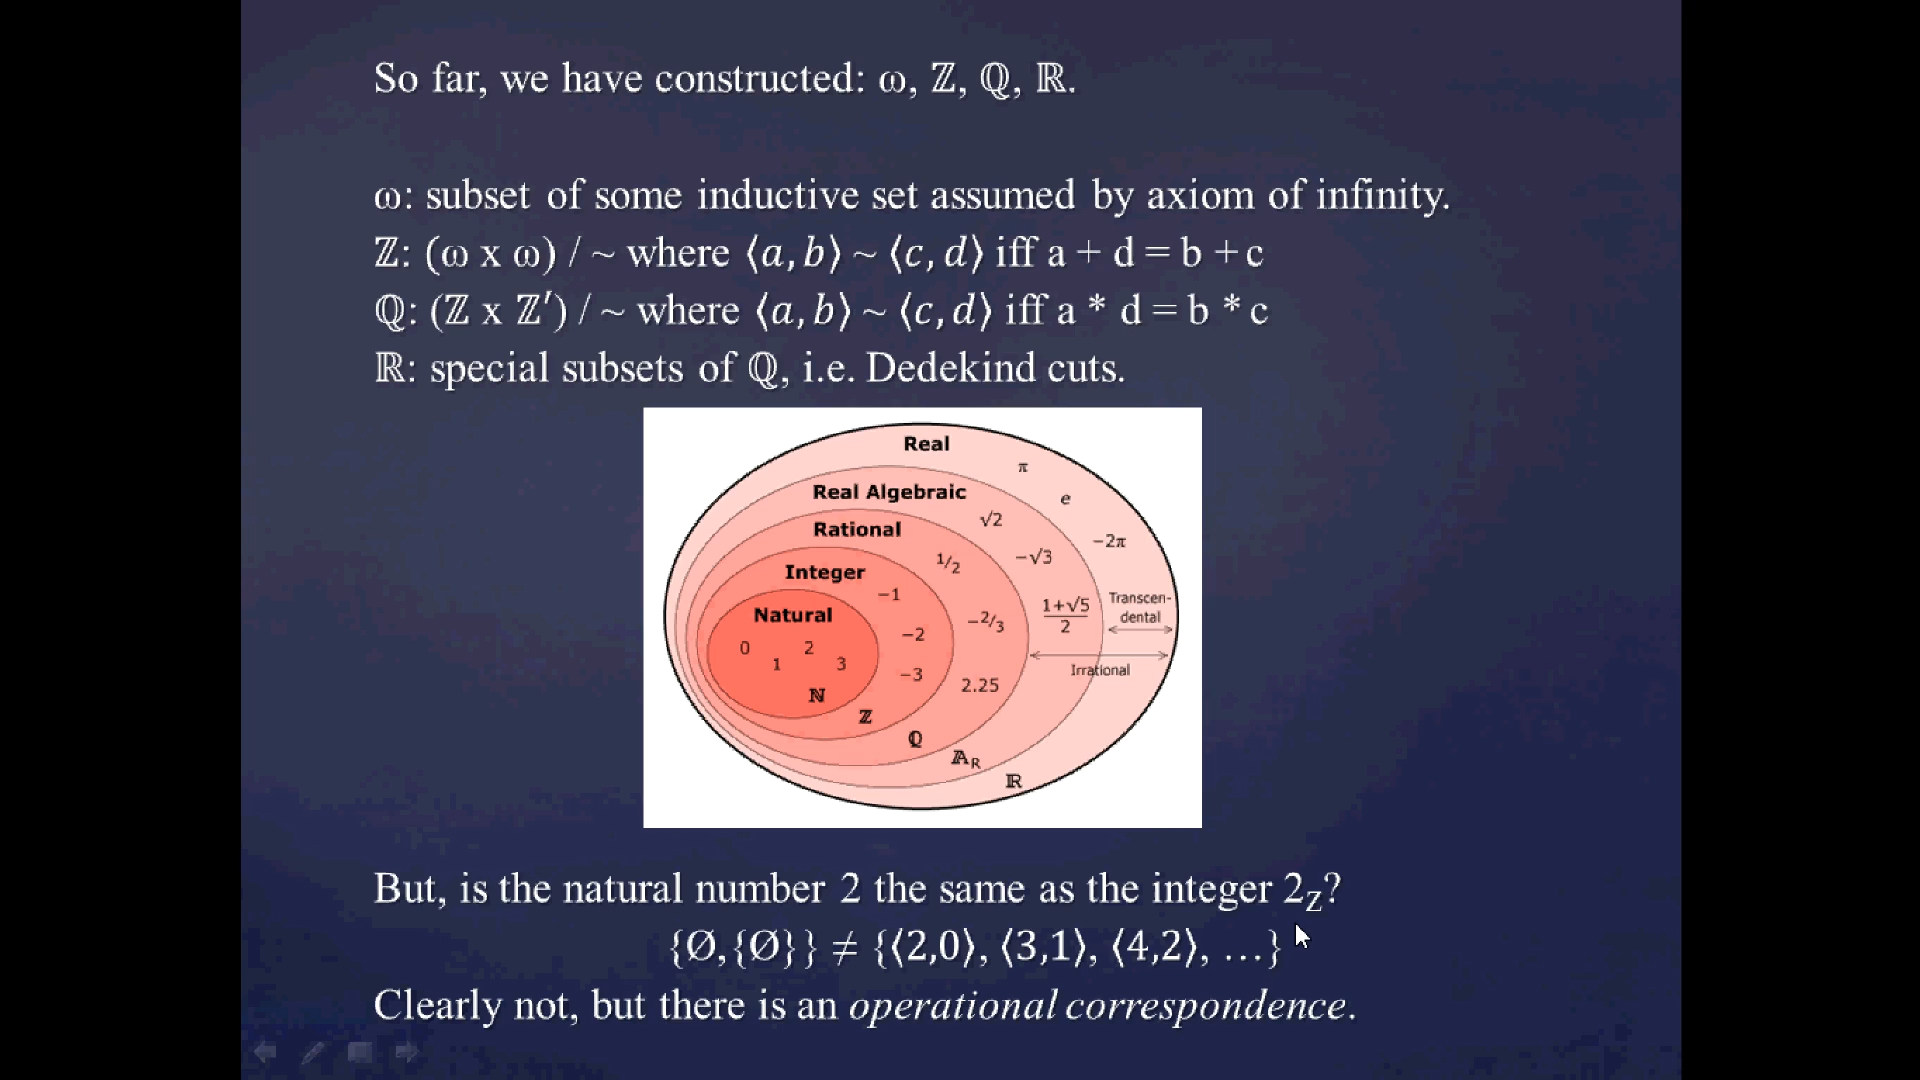 So far, we have constructed: ω, ℤ, ℚ, ℝ.
ω: subset of some inductive set assumed by axiom of infinity.
ℤ: (ω x ω) / ~ where ⟨a, b⟩ ~ ⟨c, d⟩ iff a + d = b + c
ℚ: (ℤ x ℤ′) / ~ where ⟨a, b⟩ ~ ⟨c, d⟩ iff a * d = b * c
ℝ: special subsets of ℚ, i.e. Dedekind cuts.
Real
π
Real Algebraic
e
√2
Rational
−2π
−√3
1/2
Integer
−1
1+√5
2
Transcen-
dental
Natural
−2/3
−2
0
2
1
3
Irrational
−3
2.25
ℕ
ℤ
ℚ
𝔸R
ℝ
But, is the natural number 2 the same as the integer 2Z?
{Ø,{Ø}} ≠ {⟨2,0⟩, ⟨3,1⟩, ⟨4,2⟩, …}
Clearly not, but there is an operational correspondence.